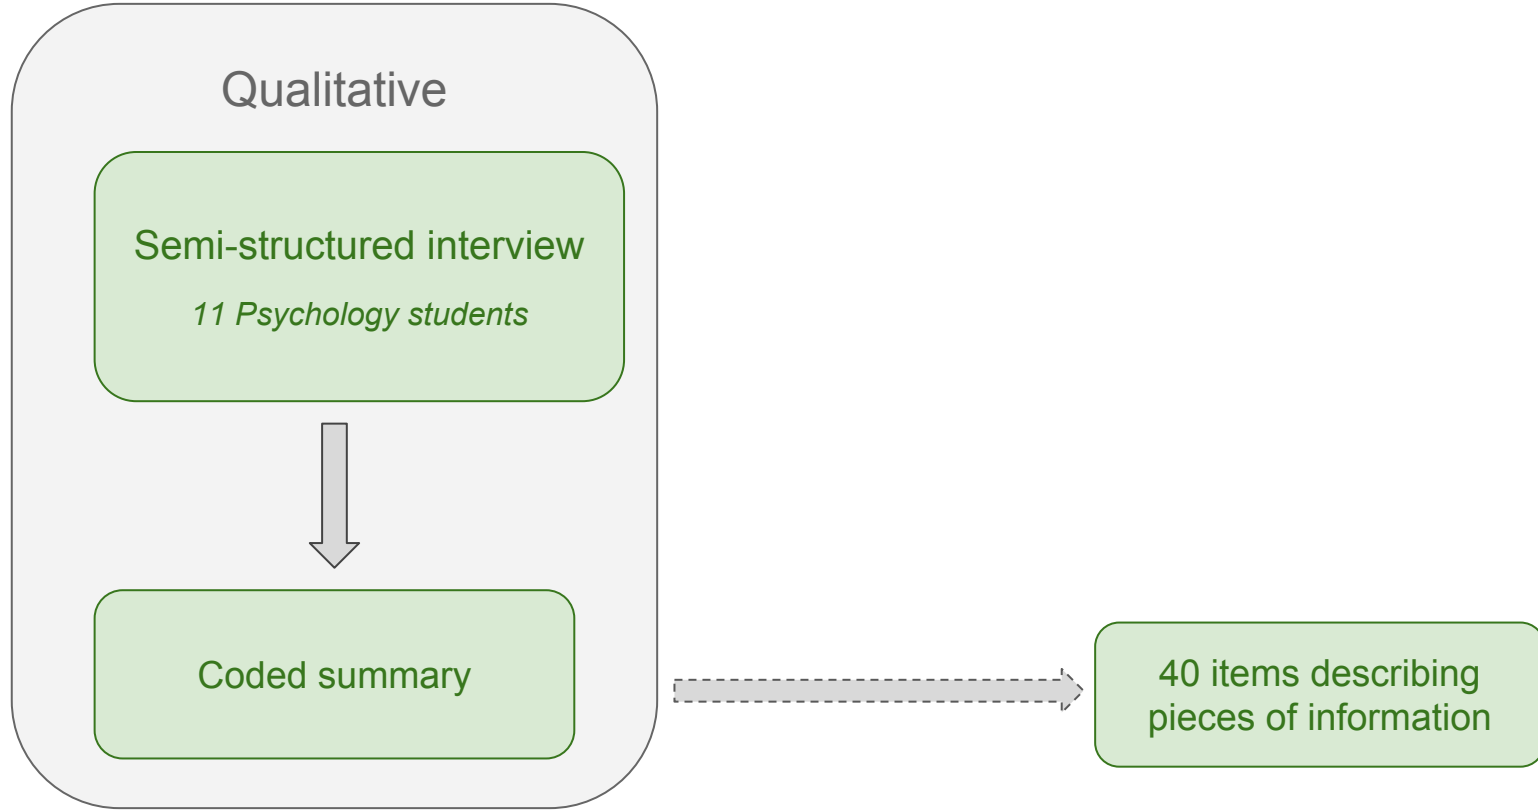 Qualitative
Semi-structured interview
11 Psychology students
Coded summary
40 items describing
pieces of information